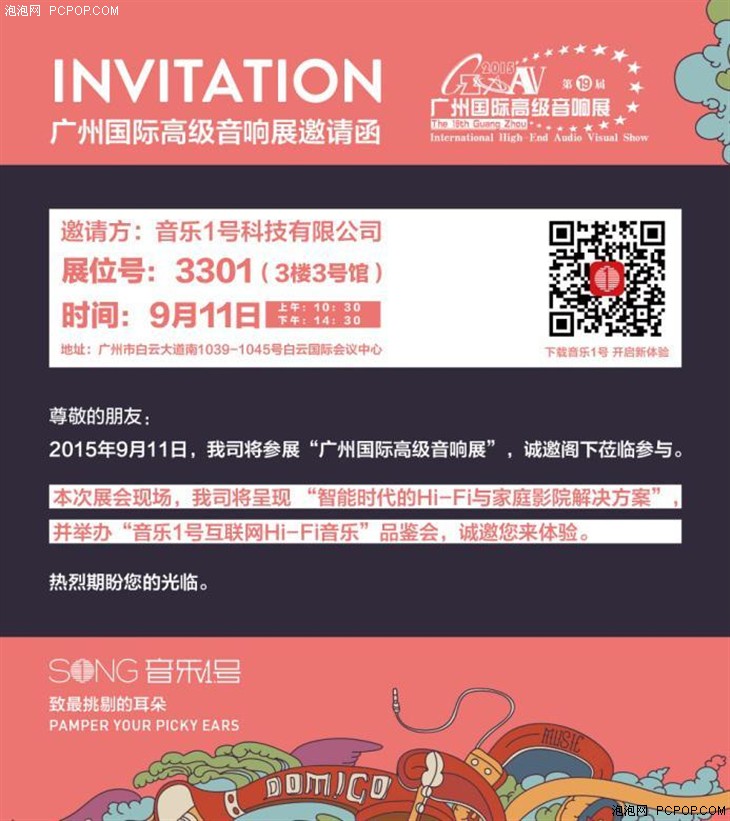 泡泡网 PCPOP.COM
INVITATION
广州国际高级音响展邀请函
2015
AV
第19届
广州国际高级音响展
The 19th Guang Zhou
International High-End Audio Visual Show
邀请方：音乐1号科技有限公司
展位号：3301（3楼3号馆）
时间：9月11日 上午：10：30
下午：14：30
地址：广州市白云大道南1039-1045号白云国际会议中心
下载音乐1号 开启新体验
尊敬的朋友：
2015年9月11日，我司将参展“广州国际高级音响展”，诚邀阁下莅临参与。
本次展会现场，我司将呈现 “智能时代的Hi-Fi与家庭影院解决方案”，
并举办“音乐1号互联网Hi-Fi音乐”品鉴会，诚邀您来体验。
热烈期盼您的光临。
SONG 音乐1号
致最挑剔的耳朵
PAMPER YOUR PICKY EARS
MUSIC
DOMIGO
泡泡网 PCPOP.COM